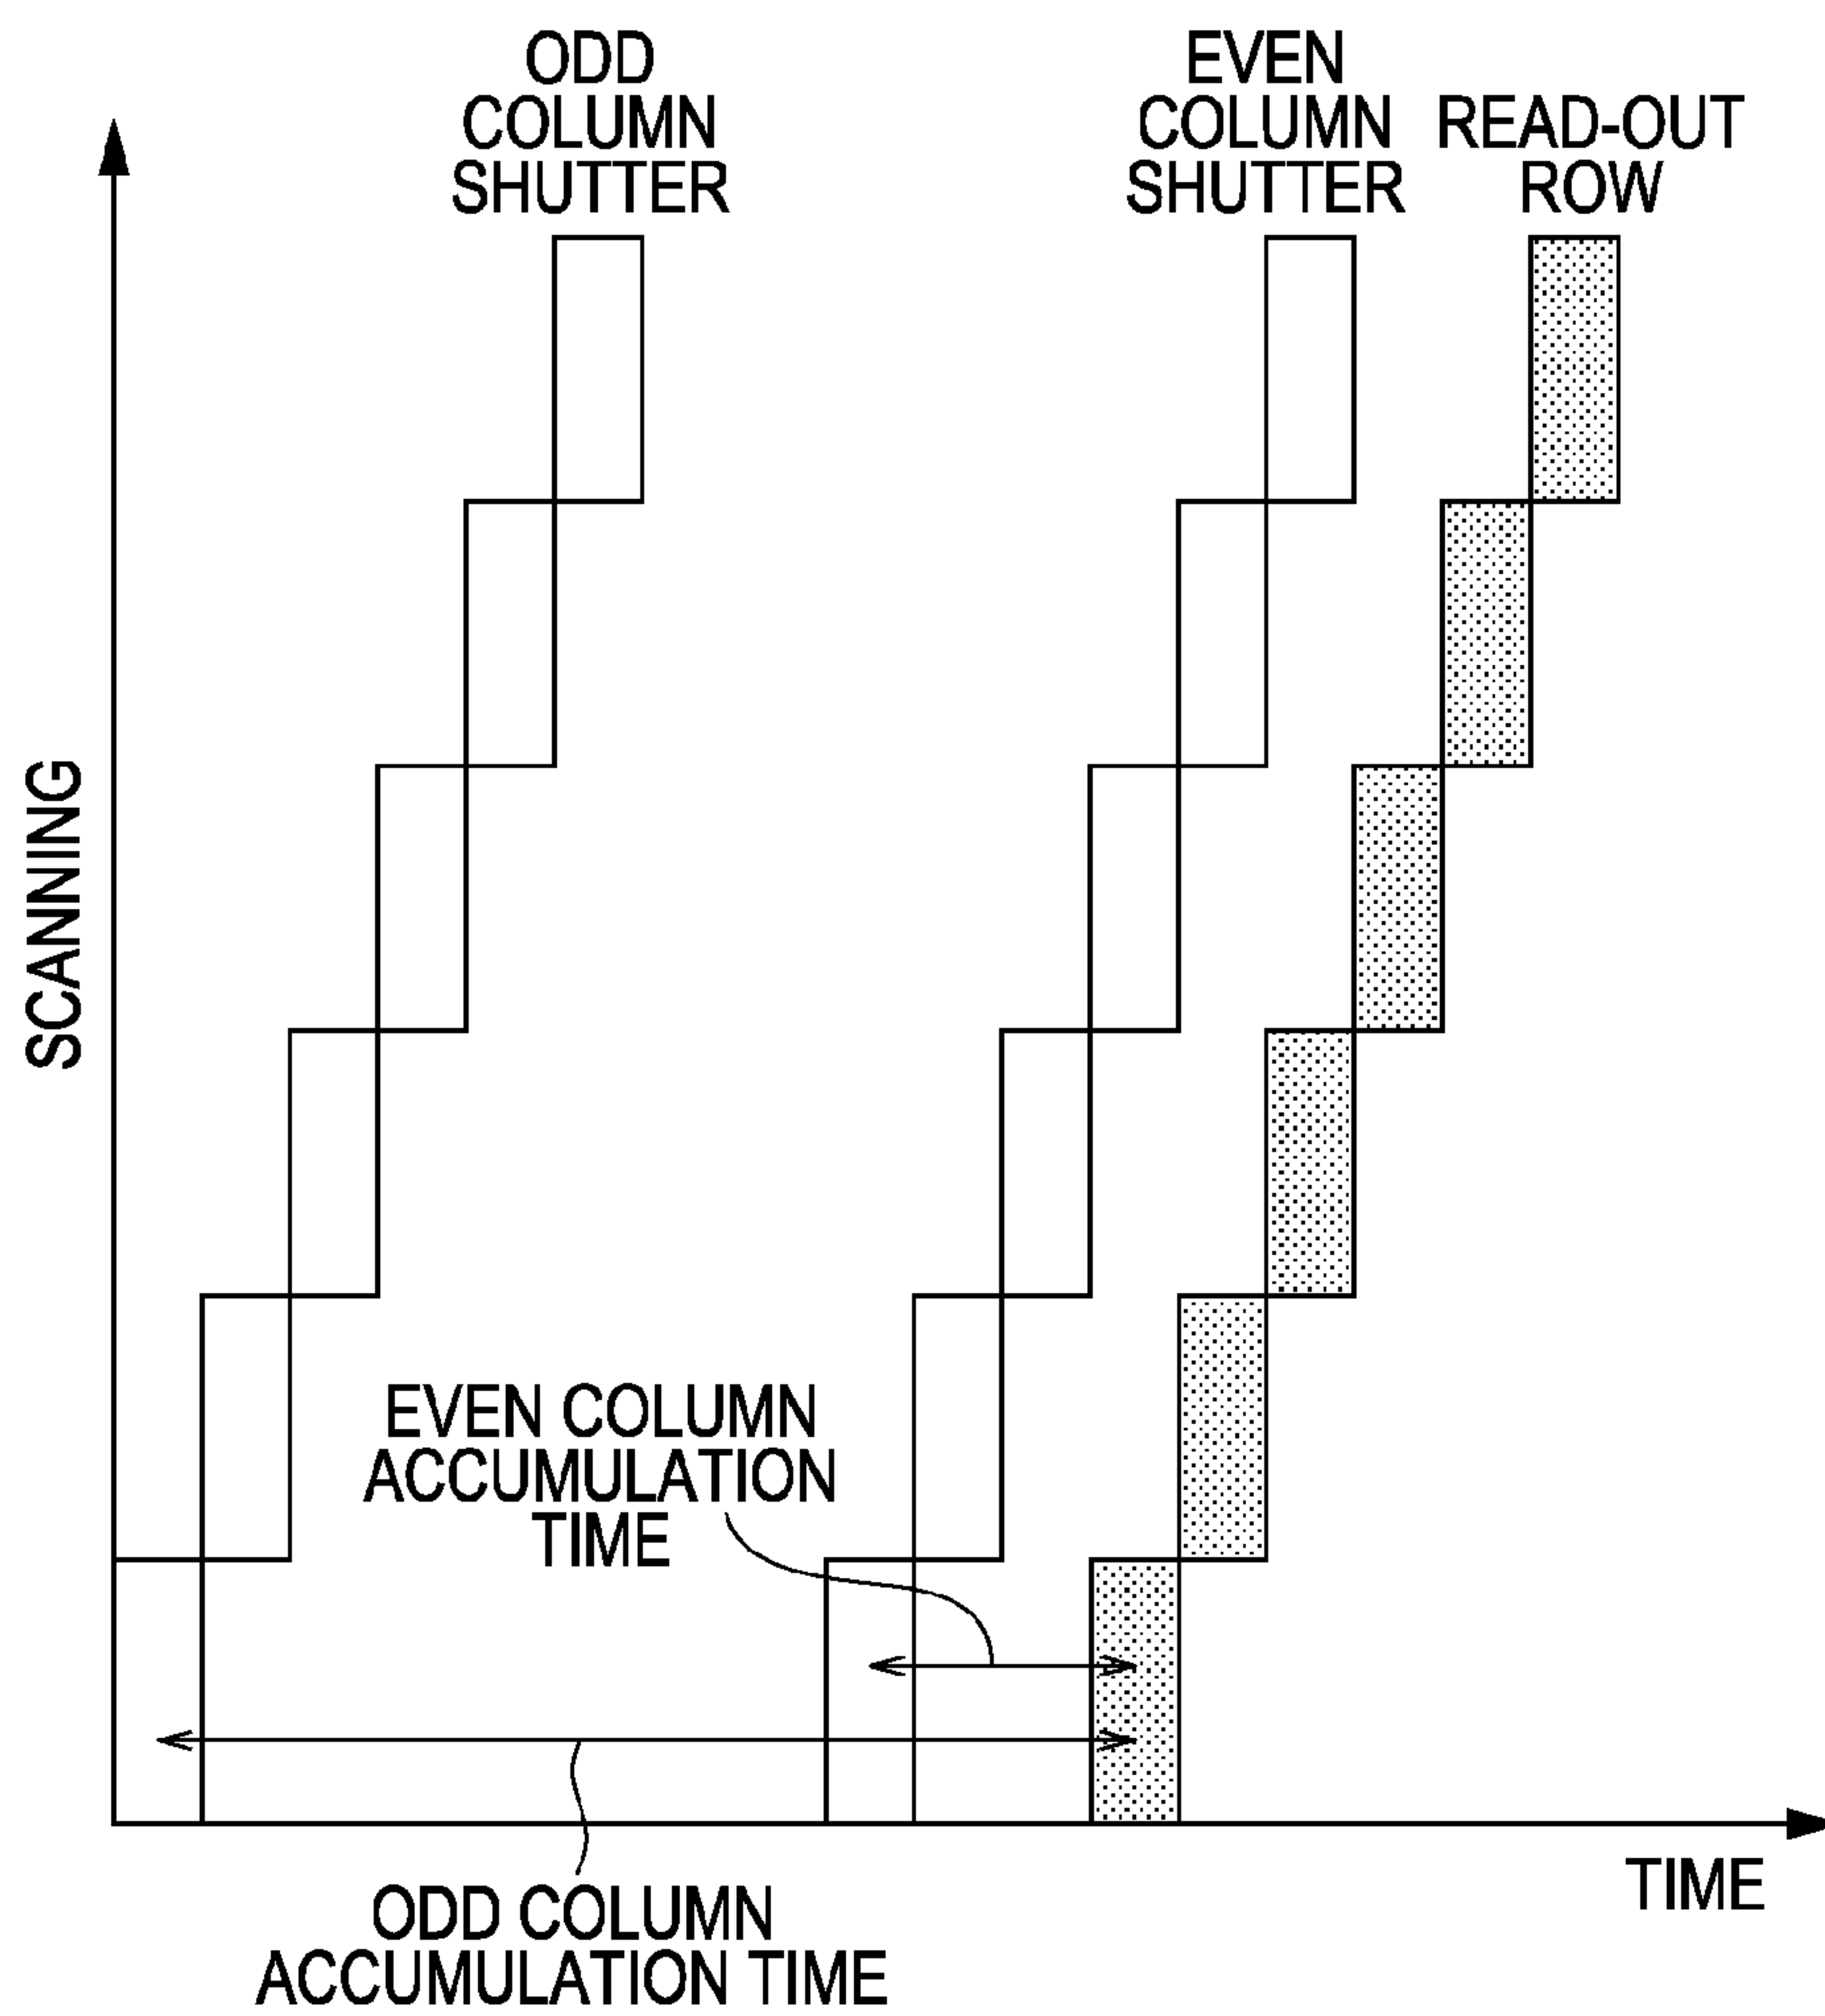 ODD
COLUMN
SHUTTER
EVEN
COLUMN
SHUTTER
READ-OUT
ROW
SCANNING
EVEN COLUMN
ACCUMULATION
TIME
TIME
ODD COLUMN
ACCUMULATION TIME